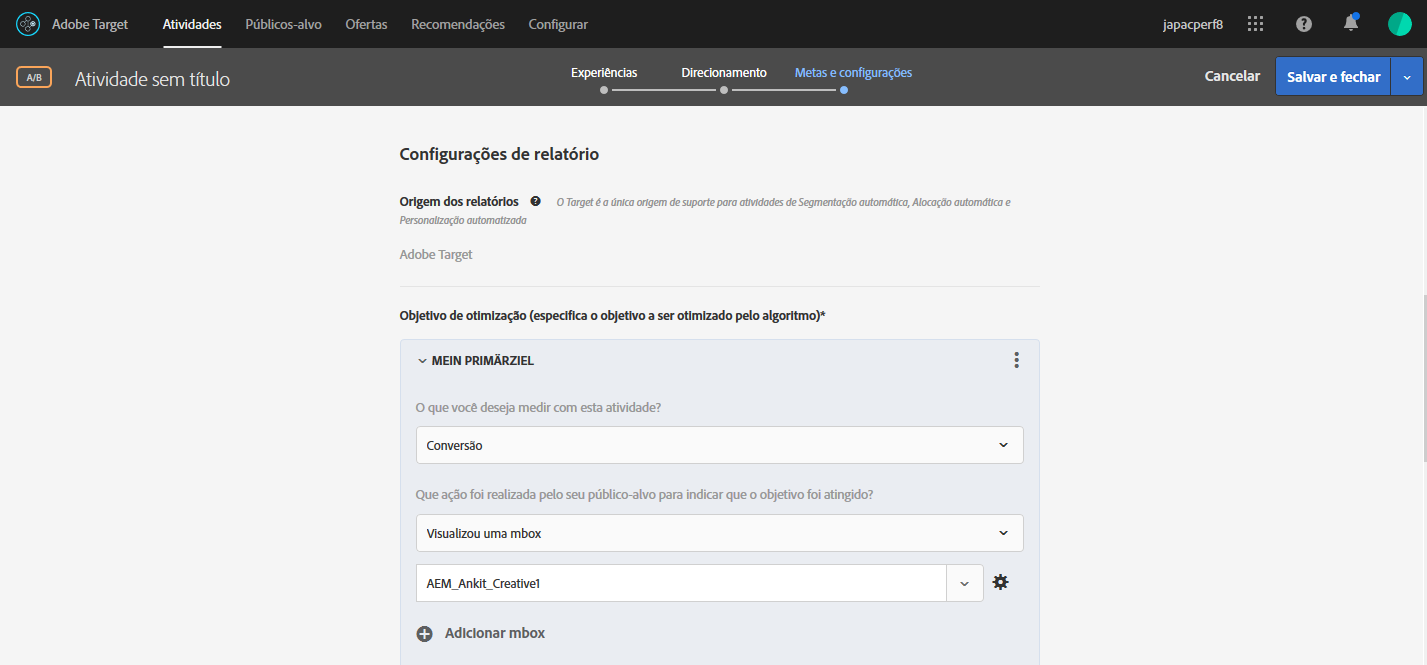 Adobe Target Atividades Públicos-alvo Ofertas Recomendações Configurar japacperf8
A/B Atividade sem título Experiências Direcionamento Metas e configurações Cancelar Salvar e fechar
Configurações de relatório
Origem dos relatórios O Target é a única origem de suporte para atividades de Segmentação automática, Alocação automática e
Personalização automatizada
Adobe Target
Objetivo de otimização (especifica o objetivo a ser otimizado pelo algoritmo)*
MEIN PRIMÄRZIEL
O que você deseja medir com esta atividade?
Conversão
Que ação foi realizada pelo seu público-alvo para indicar que o objetivo foi atingido?
Visualizou uma mbox
AEM_Ankit_Creative1
Adicionar mbox